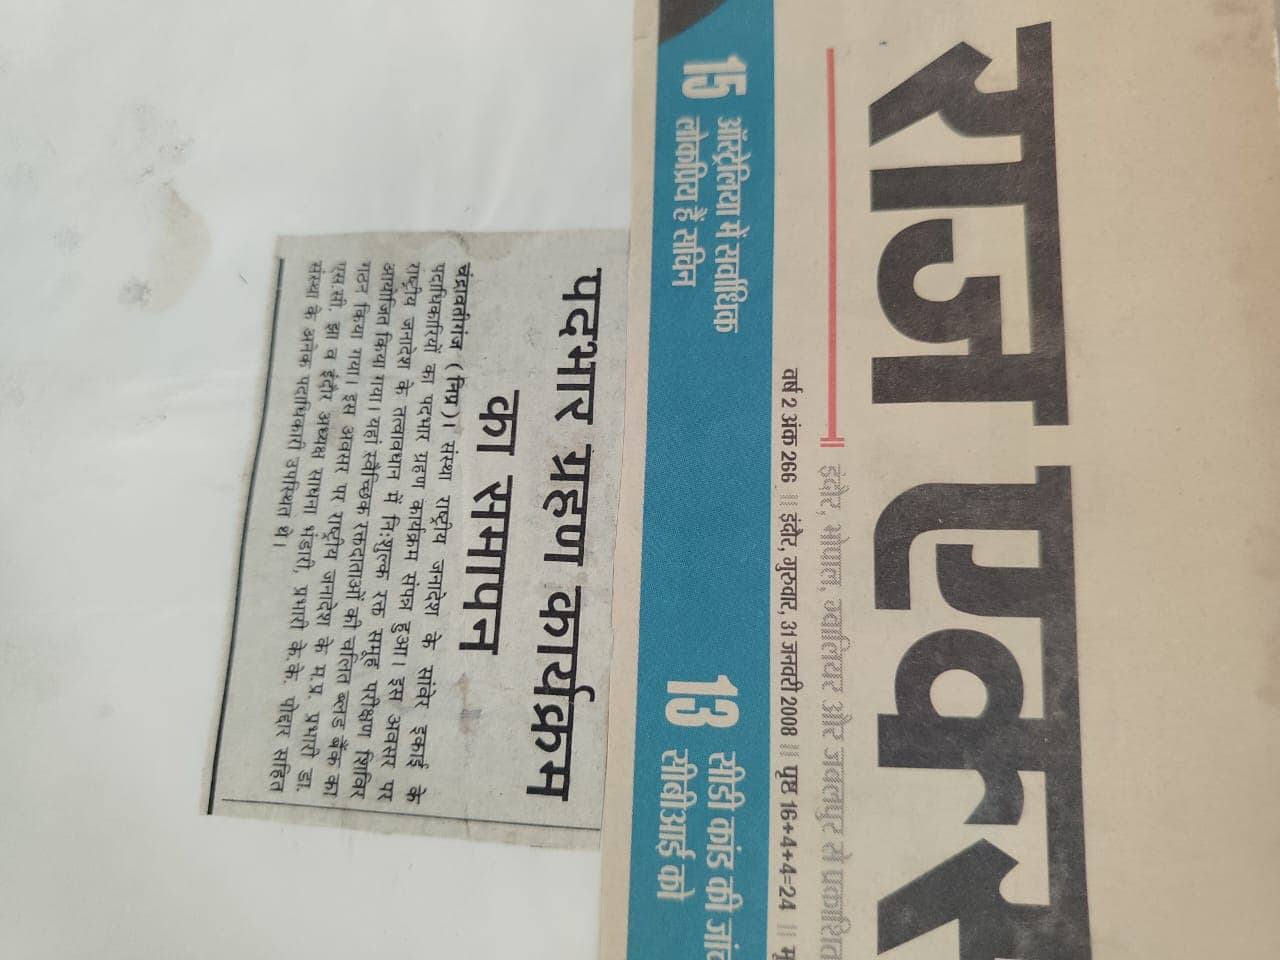 राज एक्स
इंदौर, भोपाल, ग्वालियर और जबलपुर से प्रकाशित
वर्ष 2 अंक 266 || इंदौर, गुरुवार, 31 जनवरी 2008 || पृष्ठ 16+4+4=24 || मू
15 ऑस्ट्रेलिया में सर्वाधिक
लोकप्रिय हैं सचिन
13 सीडी कांड की जांच
सीबीआई को
पदभार ग्रहण कार्यक्रम
का समापन
चंद्रावतीगंज (निप्र)। संस्था राष्ट्रीय जनादेश के सांवेर इकाई के
पदाधिकारियों का पदभार ग्रहण कार्यक्रम संपन्न हुआ। इस अवसर पर
राष्ट्रीय जनादेश के तत्वावधान में नि:शुल्क रक्त समूह परीक्षण शिविर
आयोजित किया गया। यहां स्वैच्छिक रक्तदाताओं की चलित ब्लड बैंक का
गठन किया गया। इस अवसर पर राष्ट्रीय जनादेश के म.प्र. प्रभारी डा.
एस.सी. झा व इंदौर अध्यक्ष साधना भंडारी, प्रभारी के.के. पोद्दार सहित
संस्था के अनेक पदाधिकारी उपस्थित थे।